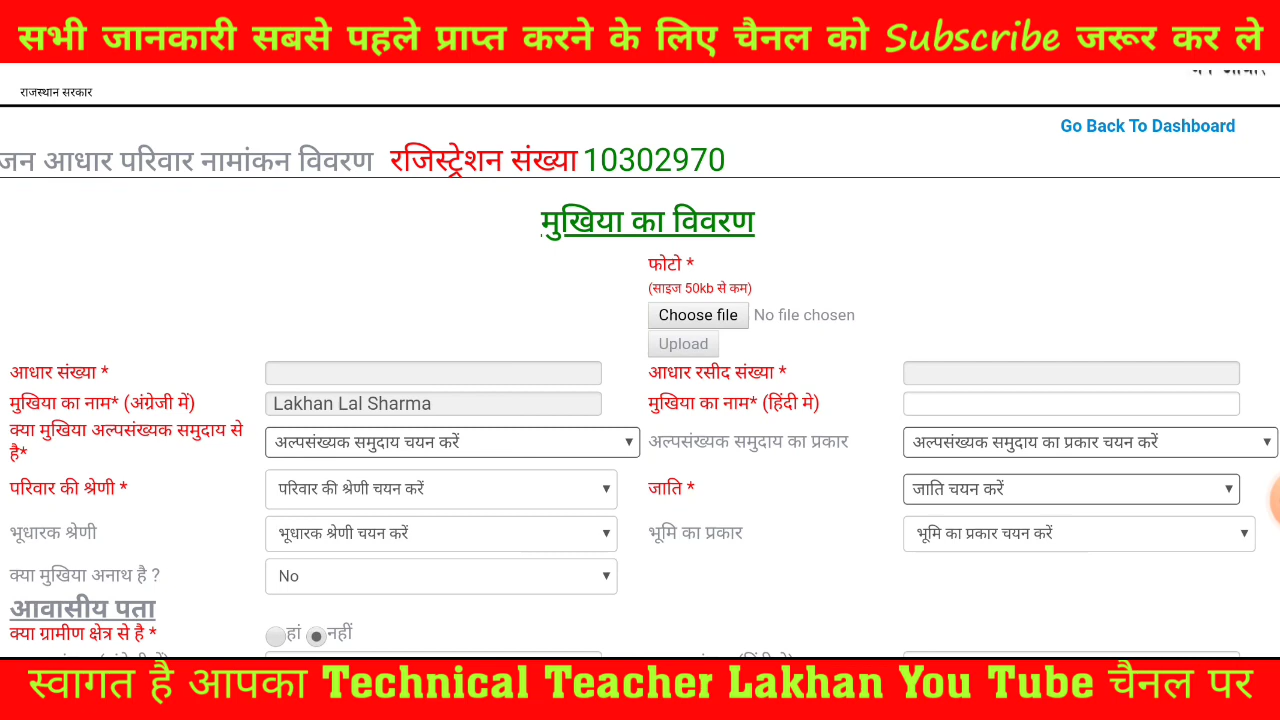 सभी जानकारी सबसे पहले प्राप्त करने के लिए चैनल को Subscribe जरूर कर ले
राजस्थान सरकार
Go Back To Dashboard
जन आधार परिवार नामांकन विवरण रजिस्ट्रेशन संख्या 10302970
मुखिया का विवरण
फोटो *
(साइज 50kb से कम)
Choose file No file chosen
Upload
आधार संख्या * आधार रसीद संख्या *
मुखिया का नाम* (अंग्रेजी में) Lakhan Lal Sharma मुखिया का नाम* (हिंदी मे)
क्या मुखिया अल्पसंख्यक समुदाय से
है* अल्पसंख्यक समुदाय चयन करें अल्पसंख्यक समुदाय का प्रकार अल्पसंख्यक समुदाय का प्रकार चयन करें
परिवार की श्रेणी * परिवार की श्रेणी चयन करें जाति * जाति चयन करें
भूधारक श्रेणी भूधारक श्रेणी चयन करें भूमि का प्रकार भूमि का प्रकार चयन करें
क्या मुखिया अनाथ है ? No
आवासीय पता
क्या ग्रामीण क्षेत्र से है * हां नहीं
स्वागत है आपका Technical Teacher Lakhan You Tube चैनल पर